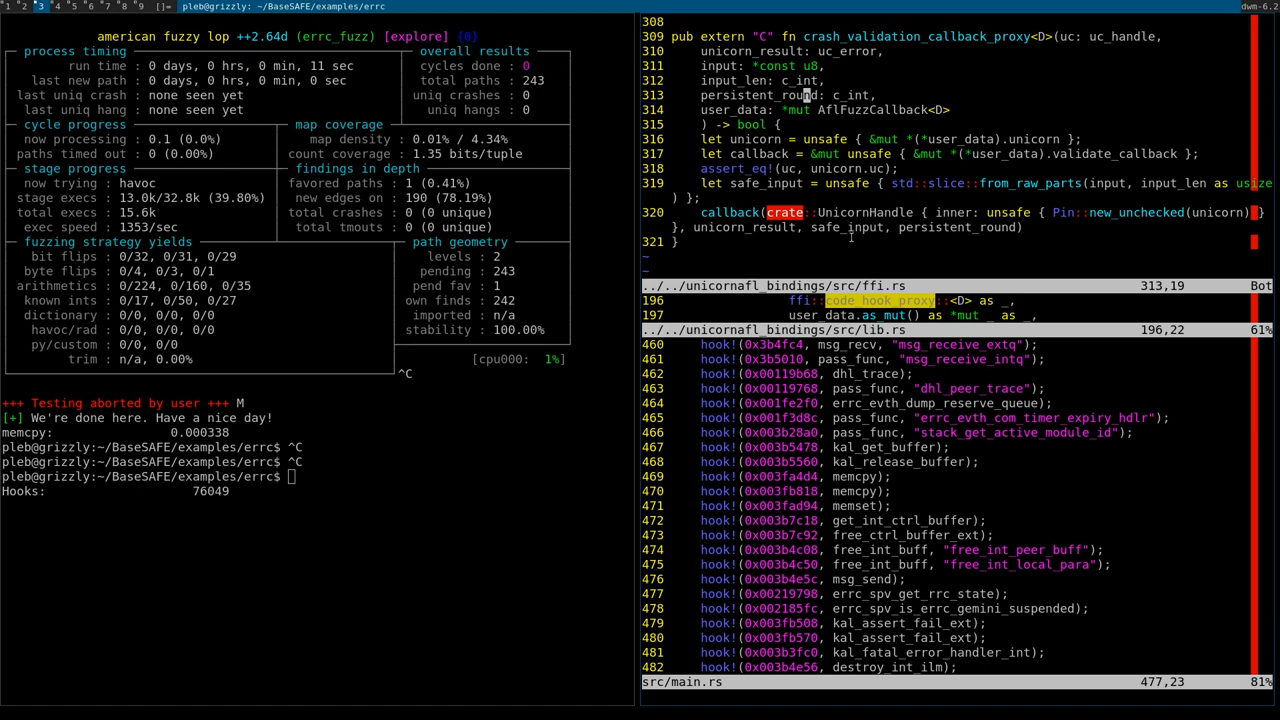 1 2 3 4 5 6 7 8 9 []= pleb@grizzly: ~/BaseSAFE/examples/errc dwm-6.2
american fuzzy lop ++2.64d (errc_fuzz) [explore] {0}
process timing overall results
run time : 0 days, 0 hrs, 0 min, 11 sec cycles done : 0
last new path : 0 days, 0 hrs, 0 min, 0 sec total paths : 243
last uniq crash : none seen yet uniq crashes : 0
last uniq hang : none seen yet uniq hangs : 0
cycle progress map coverage
now processing : 0.1 (0.0%) map density : 0.01% / 4.34%
paths timed out : 0 (0.00%) count coverage : 1.35 bits/tuple
stage progress findings in depth
now trying : havoc favored paths : 1 (0.41%)
stage execs : 13.0k/32.8k (39.80%) new edges on : 190 (78.19%)
total execs : 15.6k total crashes : 0 (0 unique)
exec speed : 1353/sec total tmouts : 0 (0 unique)
fuzzing strategy yields path geometry
bit flips : 0/32, 0/31, 0/29 levels : 2
byte flips : 0/4, 0/3, 0/1 pending : 243
arithmetics : 0/224, 0/160, 0/35 pend fav : 1
known ints : 0/17, 0/50, 0/27 own finds : 242
dictionary : 0/0, 0/0, 0/0 imported : n/a
havoc/rad : 0/0, 0/0, 0/0 stability : 100.00%
py/custom : 0/0, 0/0
trim : n/a, 0.00% [cpu000: 1%]
^C
+++ Testing aborted by user +++ M
[+] We're done here. Have a nice day!
memcpy: 0.000338
pleb@grizzly:~/BaseSAFE/examples/errc$ ^C
pleb@grizzly:~/BaseSAFE/examples/errc$ ^C
pleb@grizzly:~/BaseSAFE/examples/errc$
Hooks: 76049
308
309 pub extern "C" fn crash_validation_callback_proxy<D>(uc: uc_handle,
310 unicorn_result: uc_error,
311 input: *const u8,
312 input_len: c_int,
313 persistent_round: c_int,
314 user_data: *mut AflFuzzCallback<D>
315 ) -> bool {
316 let unicorn = unsafe { &mut *(*user_data).unicorn };
317 let callback = &mut unsafe { &mut *(*user_data).validate_callback };
318 assert_eq!(uc, unicorn.uc);
319 let safe_input = unsafe { std::slice::from_raw_parts(input, input_len as usize
) };
320 callback(crate::UnicornHandle { inner: unsafe { Pin::new_unchecked(unicorn) }
}, unicorn_result, safe_input, persistent_round)
321 }
~
~
../../unicornafl_bindings/src/ffi.rs 313,19 Bot
196 ffi::code_hook_proxy::<D> as _,
197 user_data.as_mut() as *mut _ as _,
../../unicornafl_bindings/src/lib.rs 196,22 61%
460 hook!(0x3b4fc4, msg_recv, "msg_receive_extq");
461 hook!(0x3b5010, pass_func, "msg_receive_intq");
462 hook!(0x00119b68, dhl_trace);
463 hook!(0x00119768, pass_func, "dhl_peer_trace");
464 hook!(0x001fe2f0, errc_evth_dump_reserve_queue);
465 hook!(0x001f3d8c, pass_func, "errc_evth_com_timer_expiry_hdlr");
466 hook!(0x003b28a0, pass_func, "stack_get_active_module_id");
467 hook!(0x003b5478, kal_get_buffer);
468 hook!(0x003b5560, kal_release_buffer);
469 hook!(0x003fa4d4, memcpy);
470 hook!(0x003fb818, memcpy);
471 hook!(0x003fad94, memset);
472 hook!(0x003b7c18, get_int_ctrl_buffer);
473 hook!(0x003b7c92, free_ctrl_buffer_ext);
474 hook!(0x003b4c08, free_int_buff, "free_int_peer_buff");
475 hook!(0x003b4c50, free_int_buff, "free_int_local_para");
476 hook!(0x003b4e5c, msg_send);
477 hook!(0x00219798, errc_spv_get_rrc_state);
478 hook!(0x002185fc, errc_spv_is_errc_gemini_suspended);
479 hook!(0x003fb508, kal_assert_fail_ext);
480 hook!(0x003fb570, kal_assert_fail_ext);
481 hook!(0x003b3fc0, kal_fatal_error_handler_int);
482 hook!(0x003b4e56, destroy_int_ilm);
src/main.rs 477,23 81%